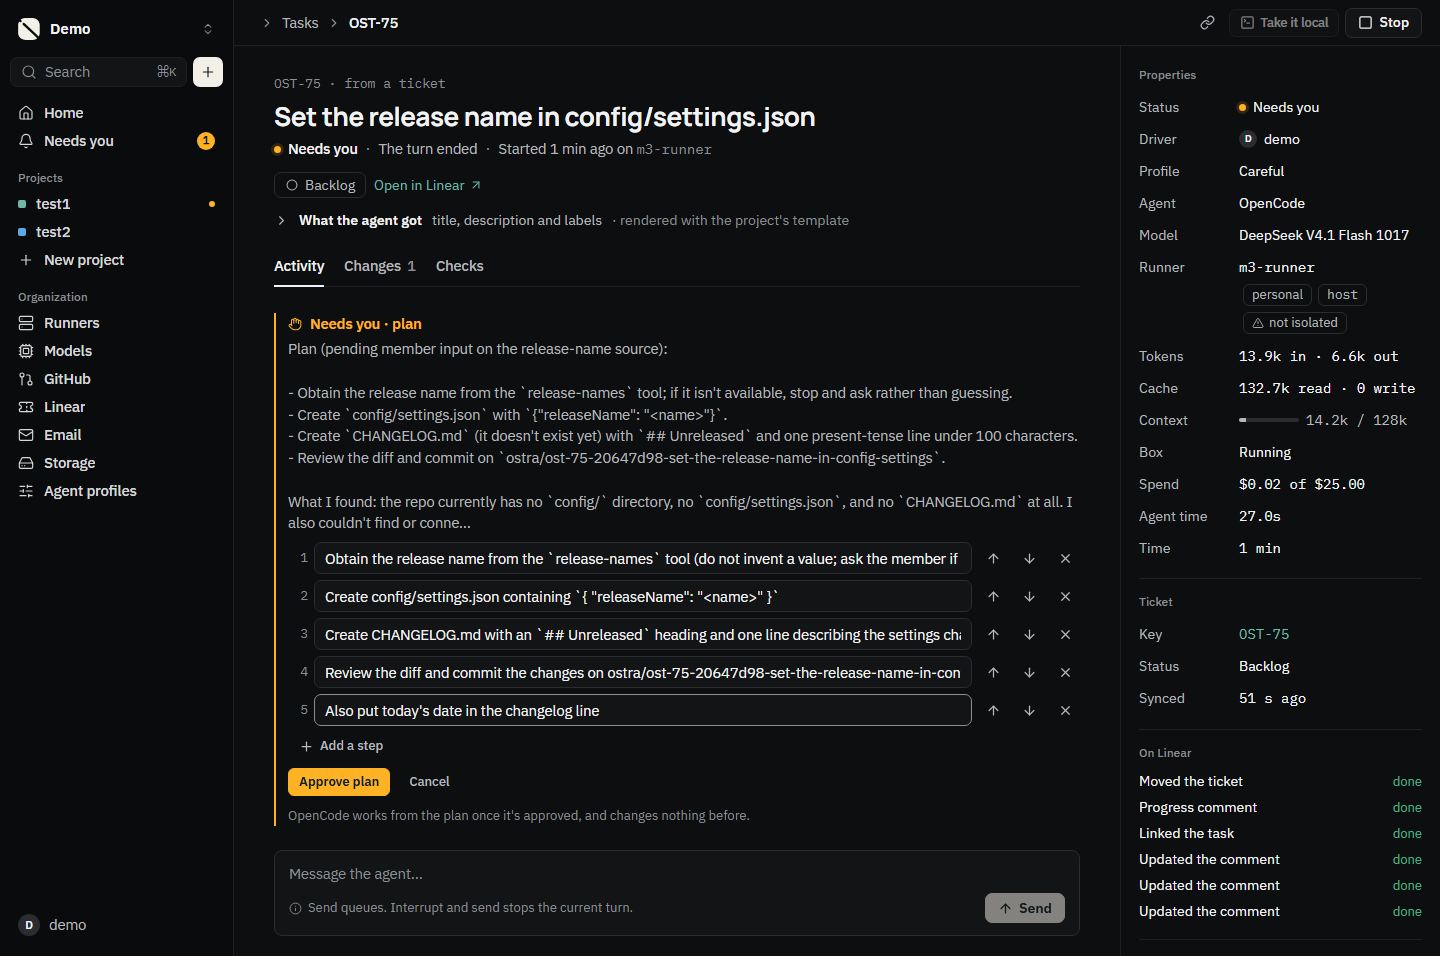 Demo
Search ⌘K
Home
Needs you 1
Projects
test1
test2
New project
Organization
Runners
Models
GitHub
Linear
Email
Storage
Agent profiles
D demo
Tasks OST-75
Take it local
Stop
OST-75 · from a ticket
Set the release name in config/settings.json
Needs you · The turn ended · Started 1 min ago on m3-runner
Backlog Open in Linear
What the agent got title, description and labels · rendered with the project's template
Activity Changes 1 Checks
Needs you · plan
Plan (pending member input on the release-name source):
- Obtain the release name from the `release-names` tool; if it isn't available, stop and ask rather than guessing.
- Create `config/settings.json` with `{"releaseName": "<name>"}`.
- Create `CHANGELOG.md` (it doesn't exist yet) with `## Unreleased` and one present-tense line under 100 characters.
- Review the diff and commit on `ostra/ost-75-20647d98-set-the-release-name-in-config-settings`.
What I found: the repo currently has no `config/` directory, no `config/settings.json`, and no `CHANGELOG.md` at all. I
also couldn't find or conne...
1 Obtain the release name from the `release-names` tool (do not invent a value; ask the member if
2 Create config/settings.json containing `{ "releaseName": "<name>" }`
3 Create CHANGELOG.md with an `## Unreleased` heading and one line describing the settings cha
4 Review the diff and commit the changes on ostra/ost-75-20647d98-set-the-release-name-in-con
5 Also put today's date in the changelog line
Add a step
Approve plan Cancel
OpenCode works from the plan once it's approved, and changes nothing before.
Message the agent...
Send queues. Interrupt and send stops the current turn.
Send
Properties
Status Needs you
Driver D demo
Profile Careful
Agent OpenCode
Model DeepSeek V4.1 Flash 1017
Runner m3-runner
personal host
not isolated
Tokens 13.9k in · 6.6k out
Cache 132.7k read · 0 write
Context 14.2k / 128k
Box Running
Spend $0.02 of $25.00
Agent time 27.0s
Time 1 min
Ticket
Key OST-75
Status Backlog
Synced 51 s ago
On Linear
Moved the ticket done
Progress comment done
Linked the task done
Updated the comment done
Updated the comment done
Updated the comment done